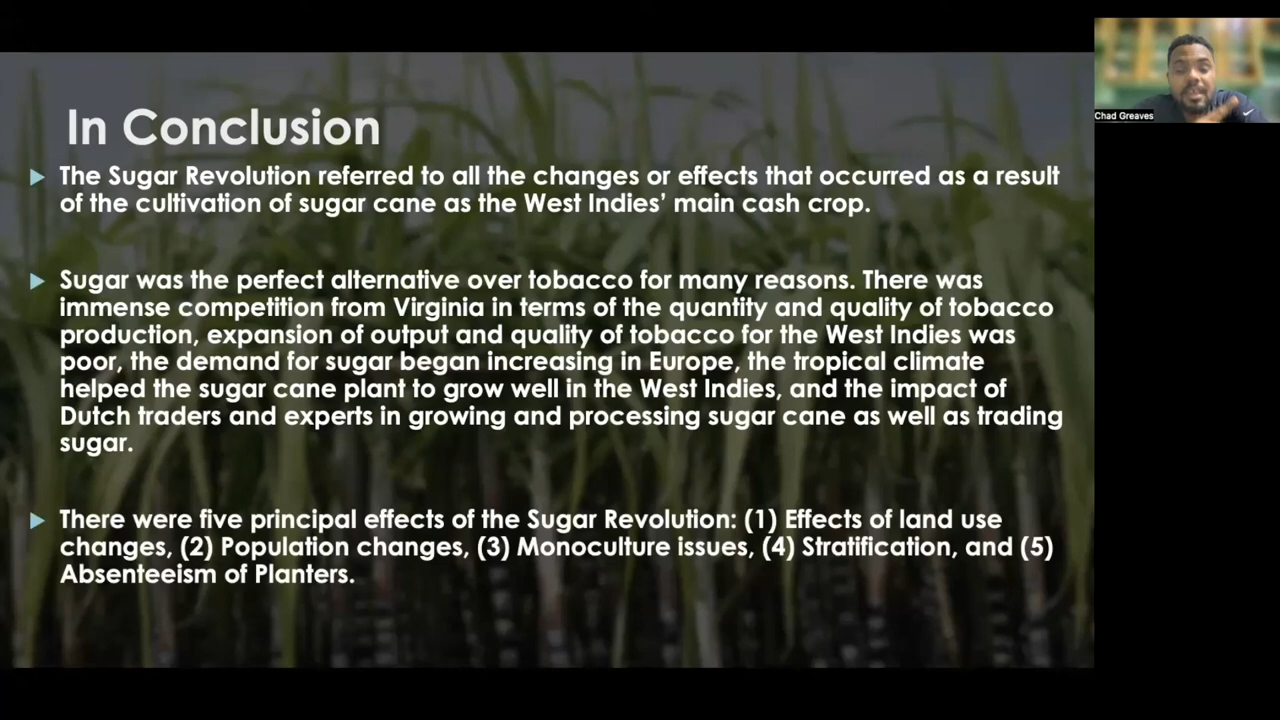 In Conclusion
The Sugar Revolution referred to all the changes or effects that occurred as a result
of the cultivation of sugar cane as the West Indies’ main cash crop.
Sugar was the perfect alternative over tobacco for many reasons. There was
immense competition from Virginia in terms of the quantity and quality of tobacco
production, expansion of output and quality of tobacco for the West Indies was
poor, the demand for sugar began increasing in Europe, the tropical climate
helped the sugar cane plant to grow well in the West Indies, and the impact of
Dutch traders and experts in growing and processing sugar cane as well as trading
sugar.
There were five principal effects of the Sugar Revolution: (1) Effects of land use
changes, (2) Population changes, (3) Monoculture issues, (4) Stratification, and (5)
Absenteeism of Planters.
Chad Greaves